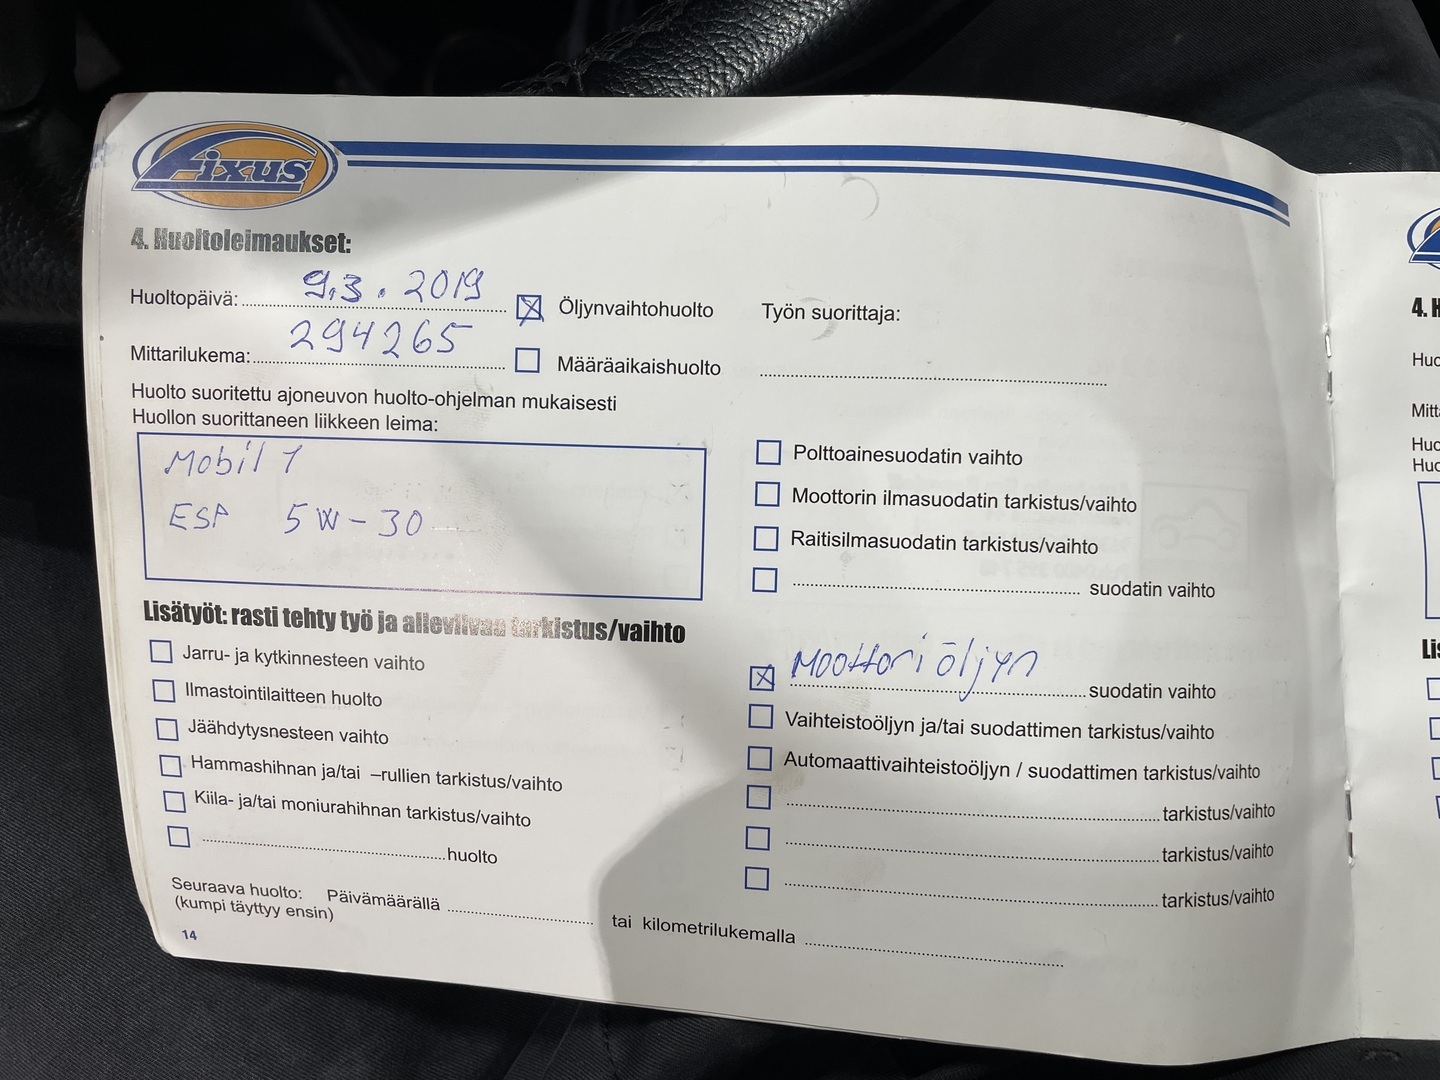 Fixus
4. Huoltoleimaukset:
Huoltopäivä: 9.3.2019
Öljynvaihtohuolto
Työn suorittaja:
Mittarilukema: 294265
Määräaikaishuolto
Huolto suoritettu ajoneuvon huolto-ohjelman mukaisesti
Huollon suorittaneen liikkeen leima:
Mobil 1
ESP 5W-30
Polttoainesuodatin vaihto
Moottorin ilmasuodatin tarkistus/vaihto
Raitisilmasuodatin tarkistus/vaihto
suodatin vaihto
Lisätyöt: rasti tehty työ ja alleviivaa tarkistus/vaihto
Jarru- ja kytkinnesteen vaihto
Ilmastointilaitteen huolto
Jäähdytysnesteen vaihto
Hammashihnan ja/tai –rullien tarkistus/vaihto
Kiila- ja/tai moniurahihnan tarkistus/vaihto
huolto
Moottoriöljyn suodatin vaihto
Vaihteistoöljyn ja/tai suodattimen tarkistus/vaihto
Automaattivaihteistoöljyn / suodattimen tarkistus/vaihto
tarkistus/vaihto
tarkistus/vaihto
tarkistus/vaihto
Seuraava huolto: Päivämäärällä tai kilometrilukemalla
(kumpi täyttyy ensin)
14
4. H
Huo
Mitt
Huo
Huo
Lis